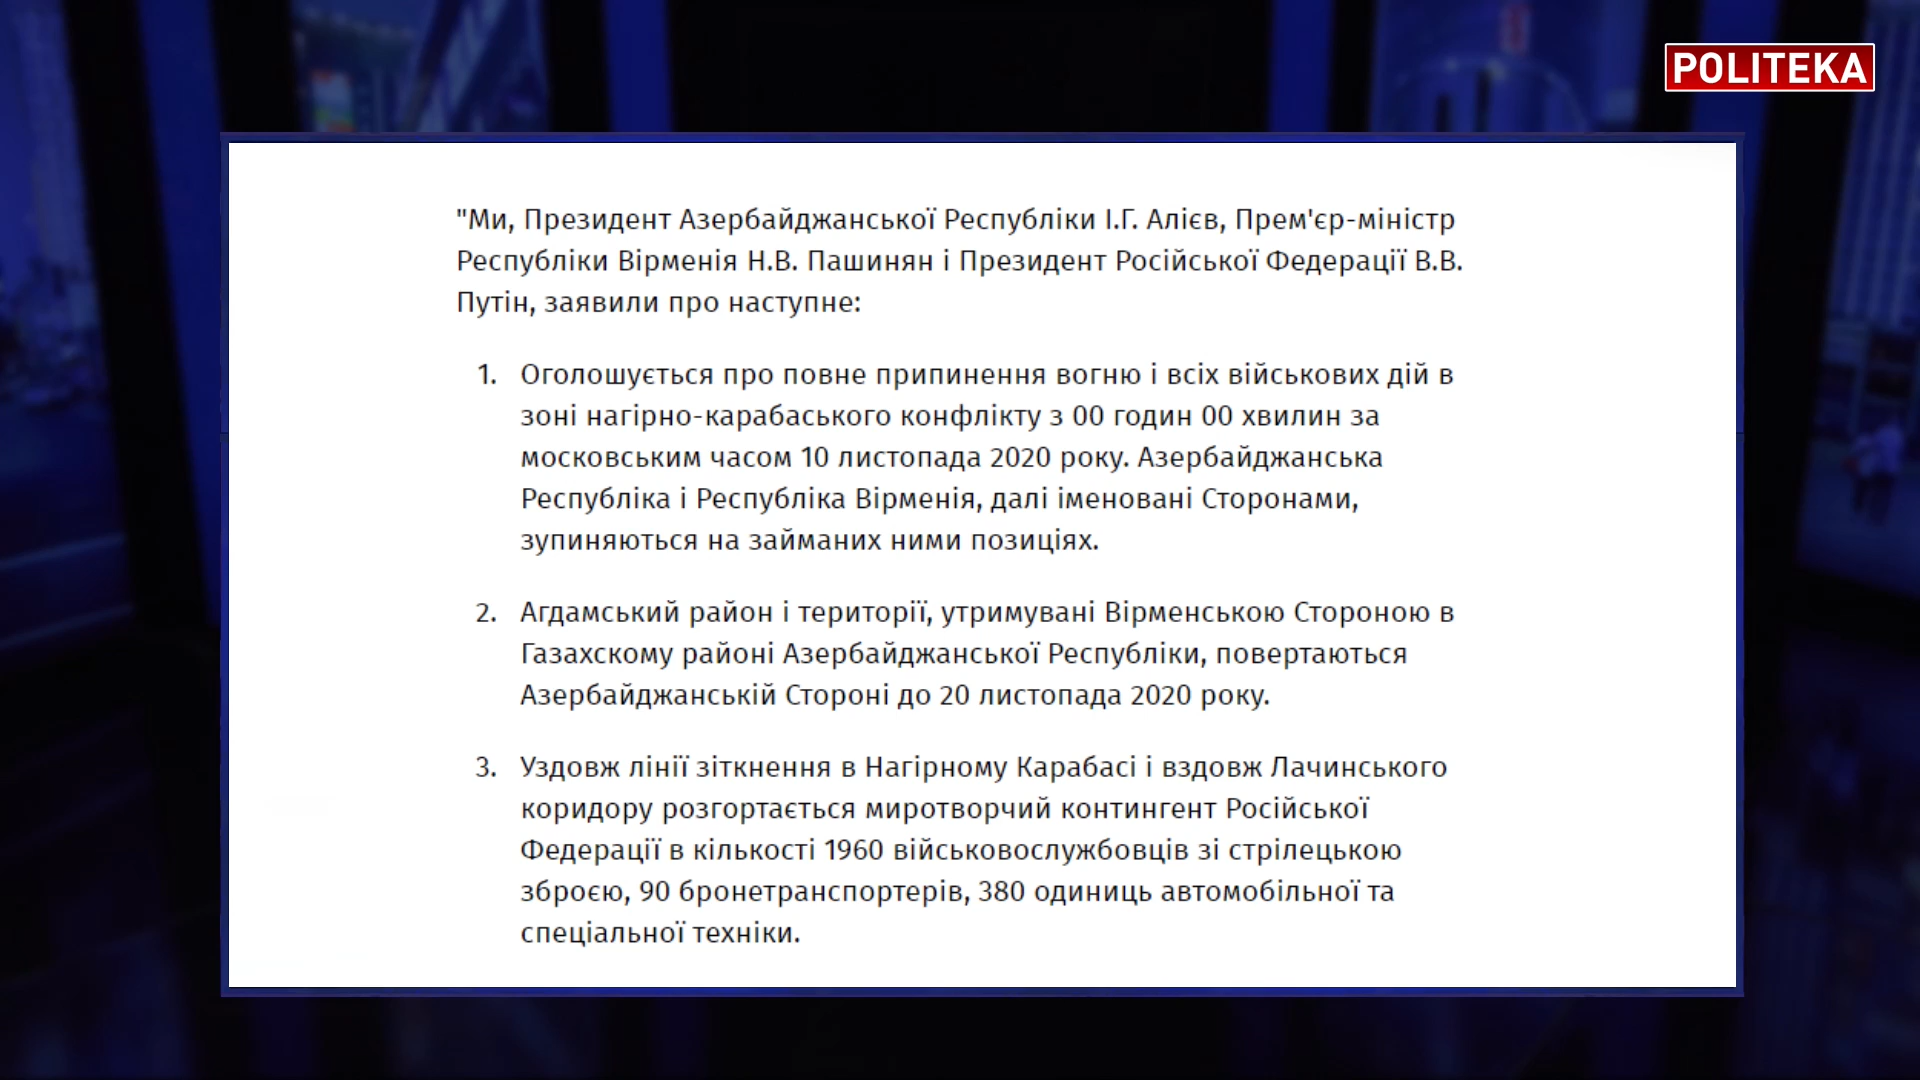 POLITEKA
"Ми, Президент Азербайджанської Республіки І.Г. Алієв, Прем'єр-міністр
Республіки Вірменія Н.В. Пашинян і Президент Російської Федерації В.В.
Путін, заявили про наступне:
1. Оголошується про повне припинення вогню і всіх військових дій в
зоні нагірно-карабаського конфлікту з 00 годин 00 хвилин за
московським часом 10 листопада 2020 року. Азербайджанська
Республіка і Республіка Вірменія, далі іменовані Сторонами,
зупиняються на займаних ними позиціях.
2. Агдамський район і території, утримувані Вірменською Стороною в
Газахскому районі Азербайджанської Республіки, повертаються
Азербайджанській Стороні до 20 листопада 2020 року.
3. Уздовж лінії зіткнення в Нагірному Карабасі і вздовж Лачинського
коридору розгортається миротворчий контингент Російської
Федерації в кількості 1960 військовослужбовців зі стрілецькою
зброєю, 90 бронетранспортерів, 380 одиниць автомобільної та
спеціальної техніки.